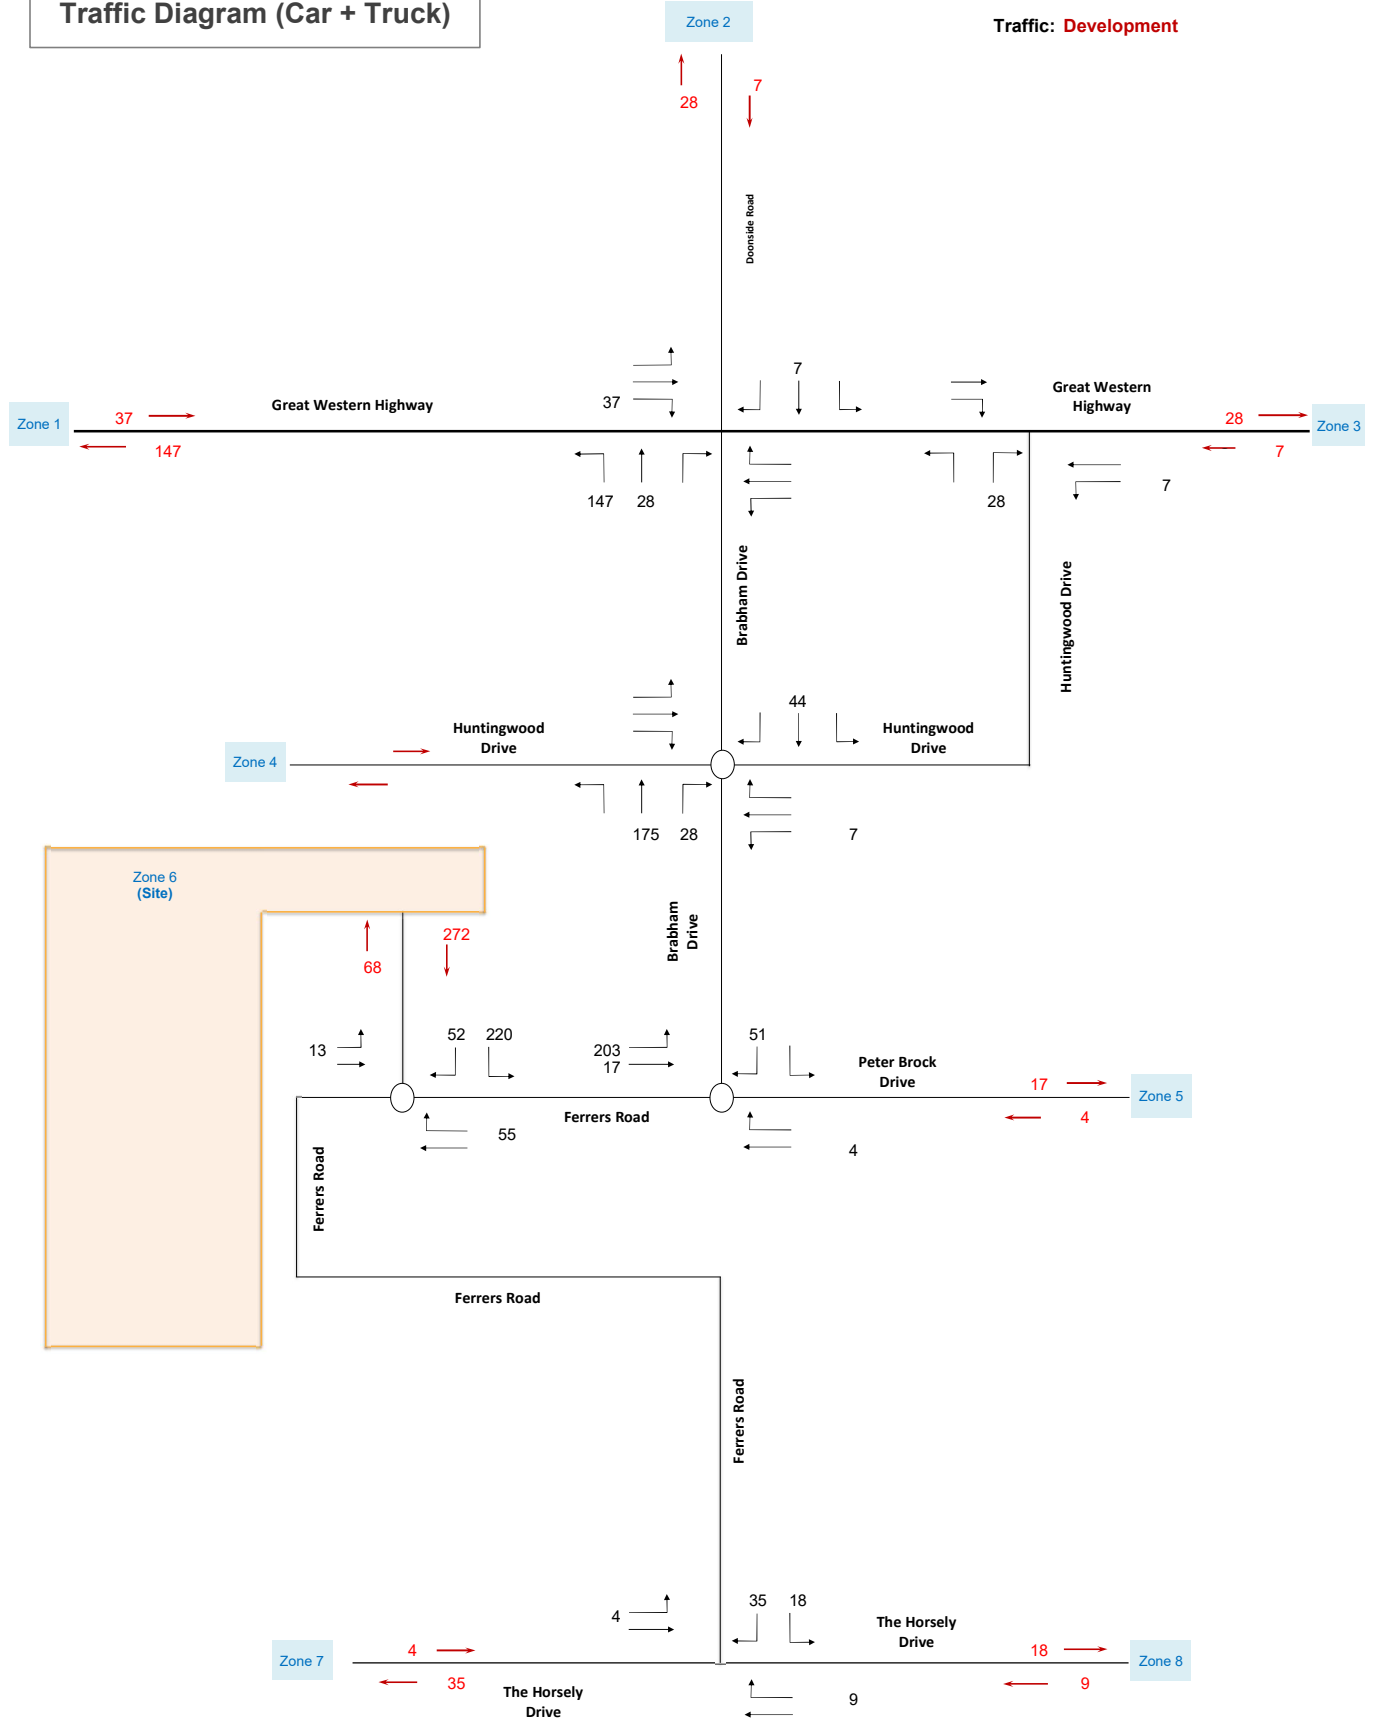 Traffic Diagram (Car + Truck)
Zone 2
Traffic: Development
28
7
Doonside Road
7
37
Great Western Highway
Great Western
Highway
Zone 1
37
147
28
7
Zone 3
147
28
28
7
Brabham Drive
Huntingwood Drive
44
Huntingwood
Drive
Huntingwood
Drive
Zone 4
175
28
7
Zone 6
(Site)
Brabham
Drive
272
68
13
52
220
203
17
51
Peter Brock
Drive
17
4
Zone 5
Ferrers Road
55
4
Ferrers Road
Ferrers Road
Ferrers Road
4
35
18
The Horsely
Drive
Zone 7
4
35
18
9
Zone 8
The Horsely
Drive
9